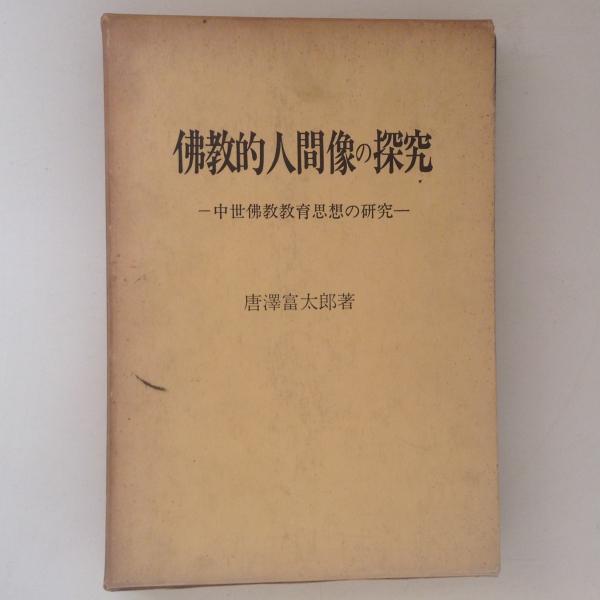 佛教的人間像の探究
―中世佛教教育思想の研究―
唐澤富太郎著